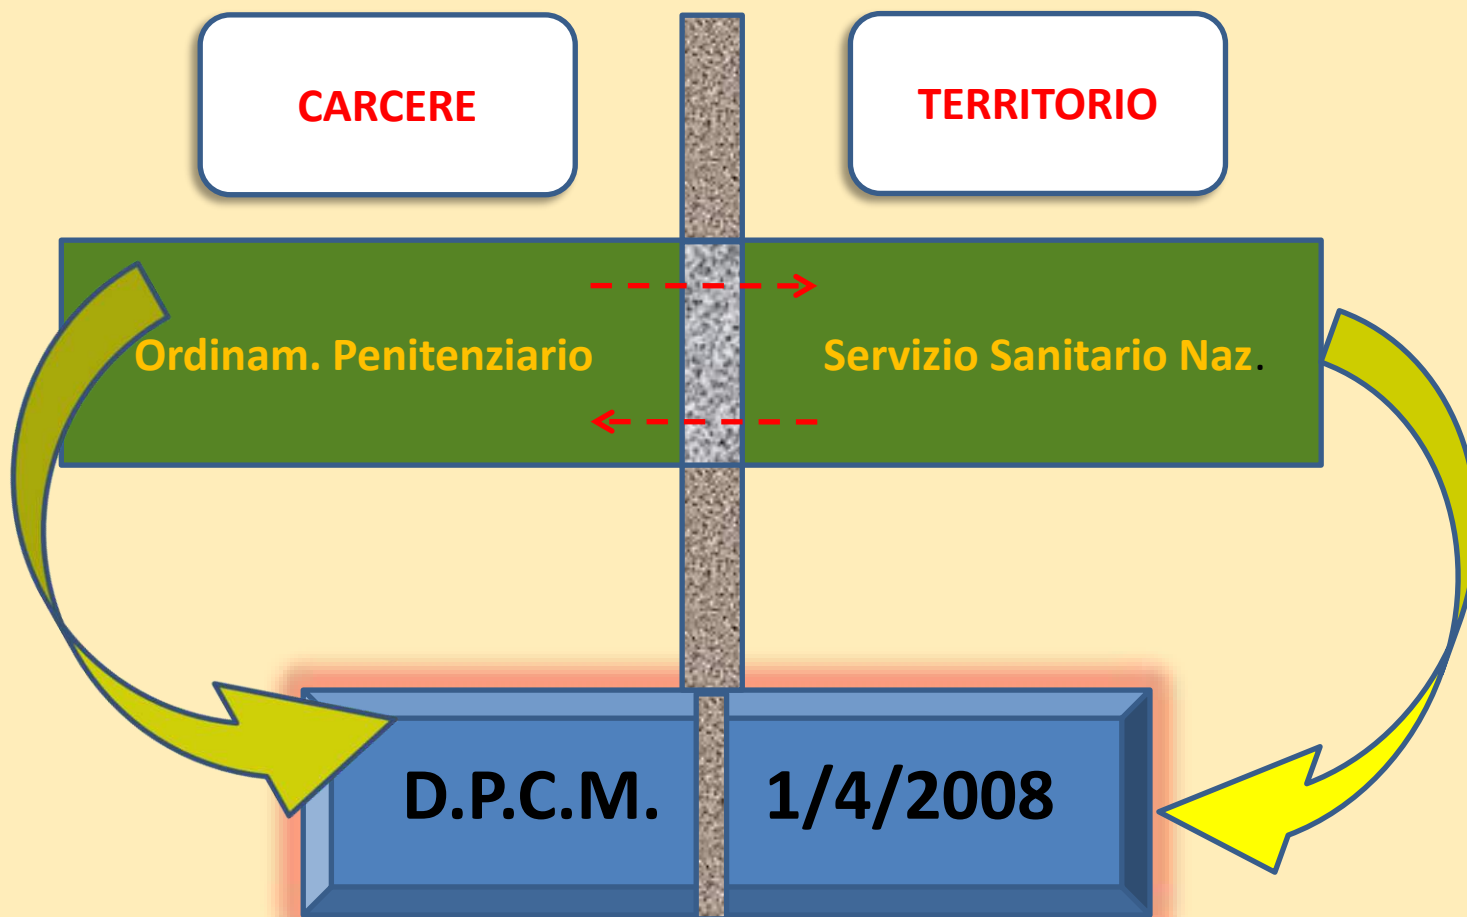 CARCERE
TERRITORIO
Ordinam. Penitenziario
Servizio Sanitario Naz.
D.P.C.M. 1/4/2008